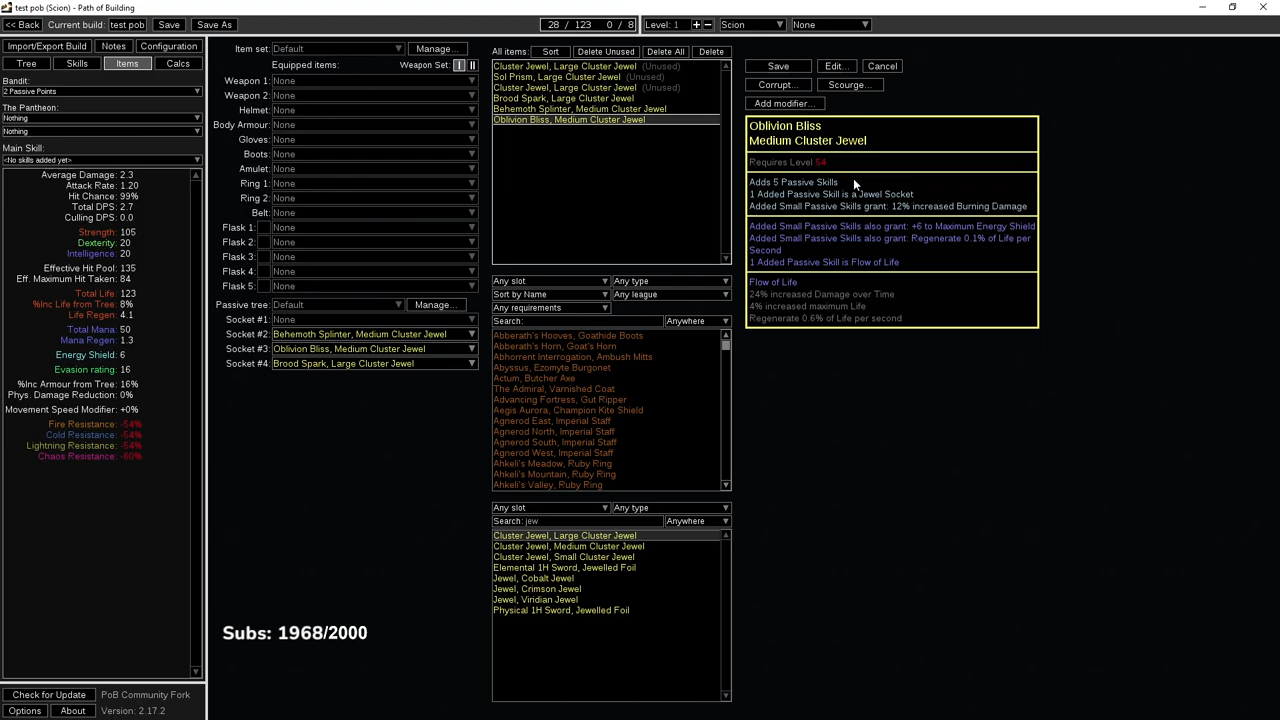 test pob (Scion) - Path of Building
<< Back Current build: test pob Save Save As 28 / 123 0 / 8 Level: 1 + - Scion None
Import/Export Build Notes Configuration
Tree Skills Items Calcs
Bandit:
2 Passive Points
The Pantheon:
Nothing
Nothing
Main Skill:
<No skills added yet>
Average Damage: 2.3
Attack Rate: 1.20
Hit Chance: 99%
Total DPS: 2.7
Culling DPS: 0.0
Strength: 105
Dexterity: 20
Intelligence: 20
Effective Hit Pool: 135
Eff. Maximum Hit Taken: 84
Total Life: 123
%Inc Life from Tree: 8%
Life Regen: 4.1
Total Mana: 50
Mana Regen: 1.3
Energy Shield: 6
Evasion rating: 16
%Inc Armour from Tree: 16%
Phys. Damage Reduction: 0%
Movement Speed Modifier: +0%
Fire Resistance: -54%
Cold Resistance: -54%
Lightning Resistance: -54%
Chaos Resistance: -60%
Check for Update PoB Community Fork
Options About Version: 2.17.2
Item set: Default Manage...
Equipped items: Weapon Set: I II
Weapon 1: None
Weapon 2: None
Helmet: None
Body Armour: None
Gloves: None
Boots: None
Amulet: None
Ring 1: None
Ring 2: None
Belt: None
Flask 1: None
Flask 2: None
Flask 3: None
Flask 4: None
Flask 5: None
Passive tree: Default Manage...
Socket #1: None
Socket #2: Behemoth Splinter, Medium Cluster Jewel
Socket #3: Oblivion Bliss, Medium Cluster Jewel
Socket #4: Brood Spark, Large Cluster Jewel
Subs: 1968/2000
All items: Sort Delete Unused Delete All Delete
Cluster Jewel, Large Cluster Jewel (Unused)
Sol Prism, Large Cluster Jewel (Unused)
Cluster Jewel, Large Cluster Jewel (Unused)
Brood Spark, Large Cluster Jewel
Behemoth Splinter, Medium Cluster Jewel
Oblivion Bliss, Medium Cluster Jewel
Any slot Any type
Sort by Name Any league
Any requirements
Search: Anywhere
Abberath's Hooves, Goathide Boots
Abberath's Horn, Goat's Horn
Abhorrent Interrogation, Ambush Mitts
Abyssus, Ezomyte Burgonet
Actum, Butcher Axe
The Admiral, Varnished Coat
Advancing Fortress, Gut Ripper
Aegis Aurora, Champion Kite Shield
Agnerod East, Imperial Staff
Agnerod North, Imperial Staff
Agnerod South, Imperial Staff
Agnerod West, Imperial Staff
Ahkeli's Meadow, Ruby Ring
Ahkeli's Mountain, Ruby Ring
Ahkeli's Valley, Ruby Ring
Any slot Any type
Search: jew Anywhere
Cluster Jewel, Large Cluster Jewel
Cluster Jewel, Medium Cluster Jewel
Cluster Jewel, Small Cluster Jewel
Elemental 1H Sword, Jewelled Foil
Jewel, Cobalt Jewel
Jewel, Crimson Jewel
Jewel, Viridian Jewel
Physical 1H Sword, Jewelled Foil
Save Edit... Cancel
Corrupt... Scourge...
Add modifier...
Oblivion Bliss
Medium Cluster Jewel
Requires Level 54
Adds 5 Passive Skills
1 Added Passive Skill is a Jewel Socket
Added Small Passive Skills grant: 12% increased Burning Damage
Added Small Passive Skills also grant: +6 to Maximum Energy Shield
Added Small Passive Skills also grant: Regenerate 0.1% of Life per
Second
1 Added Passive Skill is Flow of Life
Flow of Life
24% increased Damage over Time
4% increased maximum Life
Regenerate 0.6% of Life per second